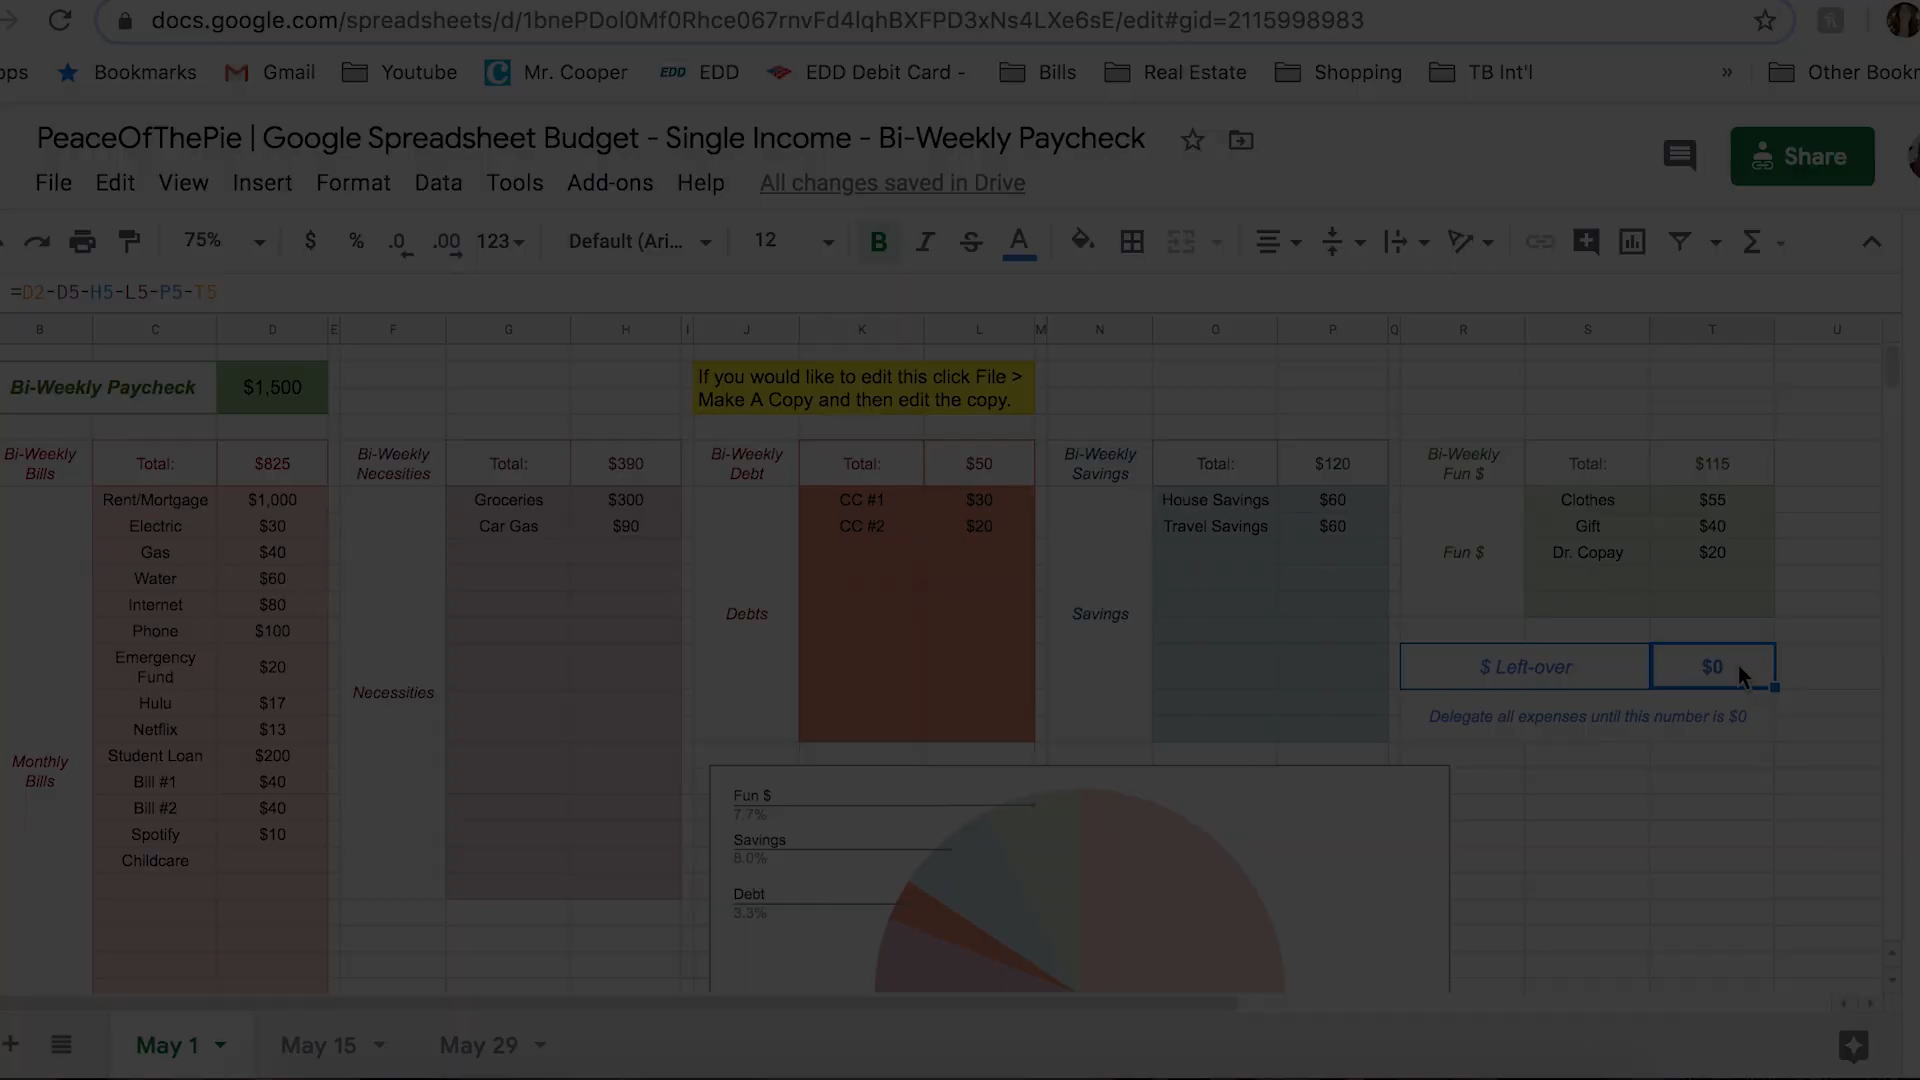 docs.google.com/spreadsheets/d/1bnePDol0Mf0Rhce067rnvFd4lqhBXFPD3xNs4LXe6sE/edit#gid=2115998983
ops Bookmarks Gmail Youtube Mr. Cooper EDD EDD EDD Debit Card - Bills Real Estate Shopping TB Int'l » Other Bookr
PeaceOfThePie | Google Spreadsheet Budget - Single Income - Bi-Weekly Paycheck
Share
File Edit View Insert Format Data Tools Add-ons Help All changes saved in Drive
75% $ % .0 .00 123 Default (Ari... 12 B I S A Σ
=D2-D5-H5-L5-P5-T5
B C D E F G H I J K L M N O P Q R S T U
Bi-Weekly Paycheck $1,500
If you would like to edit this click File >
Make A Copy and then edit the copy.
Bi-Weekly
Bills
Total: $825
Bi-Weekly
Necessities
Total: $390
Bi-Weekly
Debt
Total: $50
Bi-Weekly
Savings
Total: $120
Bi-Weekly
Fun $
Total: $115
Rent/Mortgage $1,000 Groceries $300 CC #1 $30 House Savings $60 Clothes $55
Electric $30 Car Gas $90 CC #2 $20 Travel Savings $60 Gift $40
Gas $40 Fun $ Dr. Copay $20
Water $60
Internet $80 Debts Savings
Phone $100
Emergency
Fund
$20
$ Left-over $0
Necessities
Hulu $17
Delegate all expenses until this number is $0
Netflix $13
Student Loan $200
Monthly
Bills
Bill #1 $40
Bill #2 $40
Spotify $10
Childcare
Fun $
7.7%
Savings
8.0%
Debt
3.3%
+ May 1 May 15 May 29